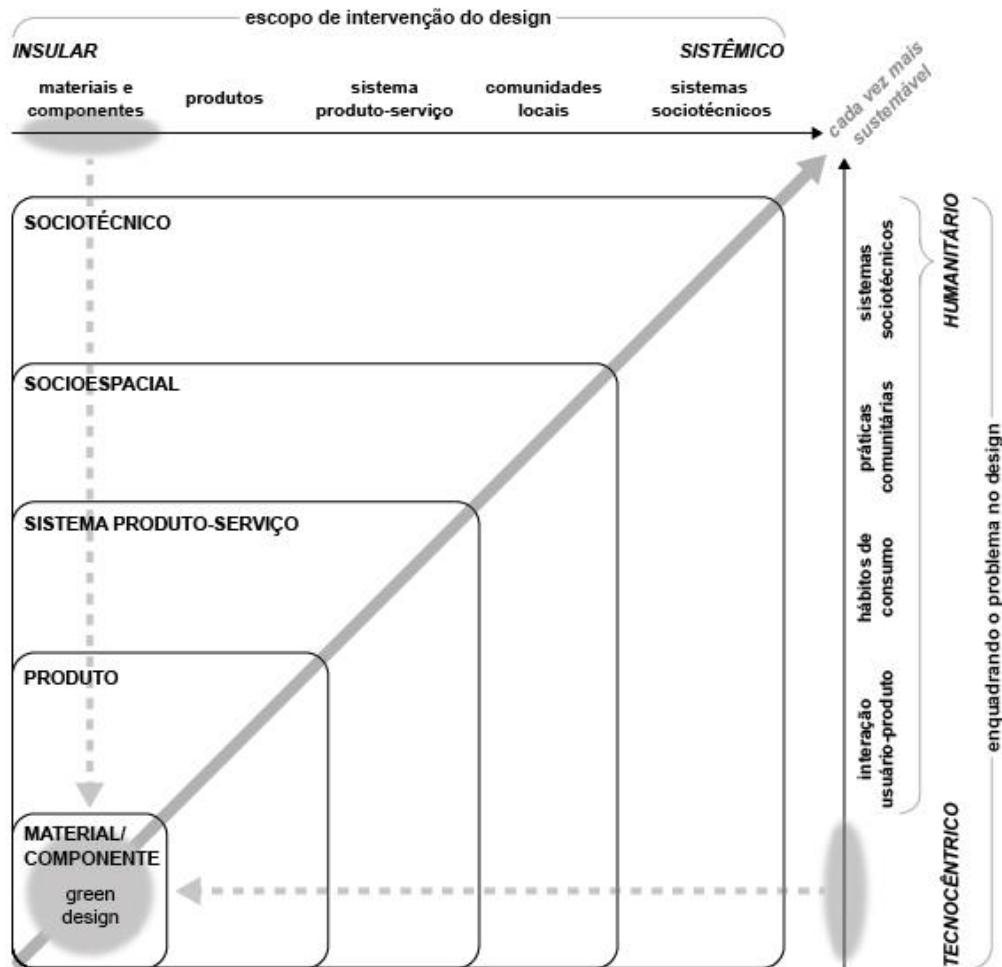 escopo de intervenção do design
INSULAR
SISTÊMICO
materiais e
componentes
produtos
sistema
produto-serviço
comunidades
locais
sistemas
sociotécnicos
cada vez mais
sustentável
SOCIOTÉCNICO
SOCIOESPACIAL
SISTEMA PRODUTO-SERVIÇO
PRODUTO
MATERIAL/
COMPONENTE
green
design
sistemas
sociotécnicos
práticas
comunitárias
hábitos de
consumo
interação
usuário-produto
HUMANITÁRIO
TECNOCÊNTRICO
enquadrando o problema no design